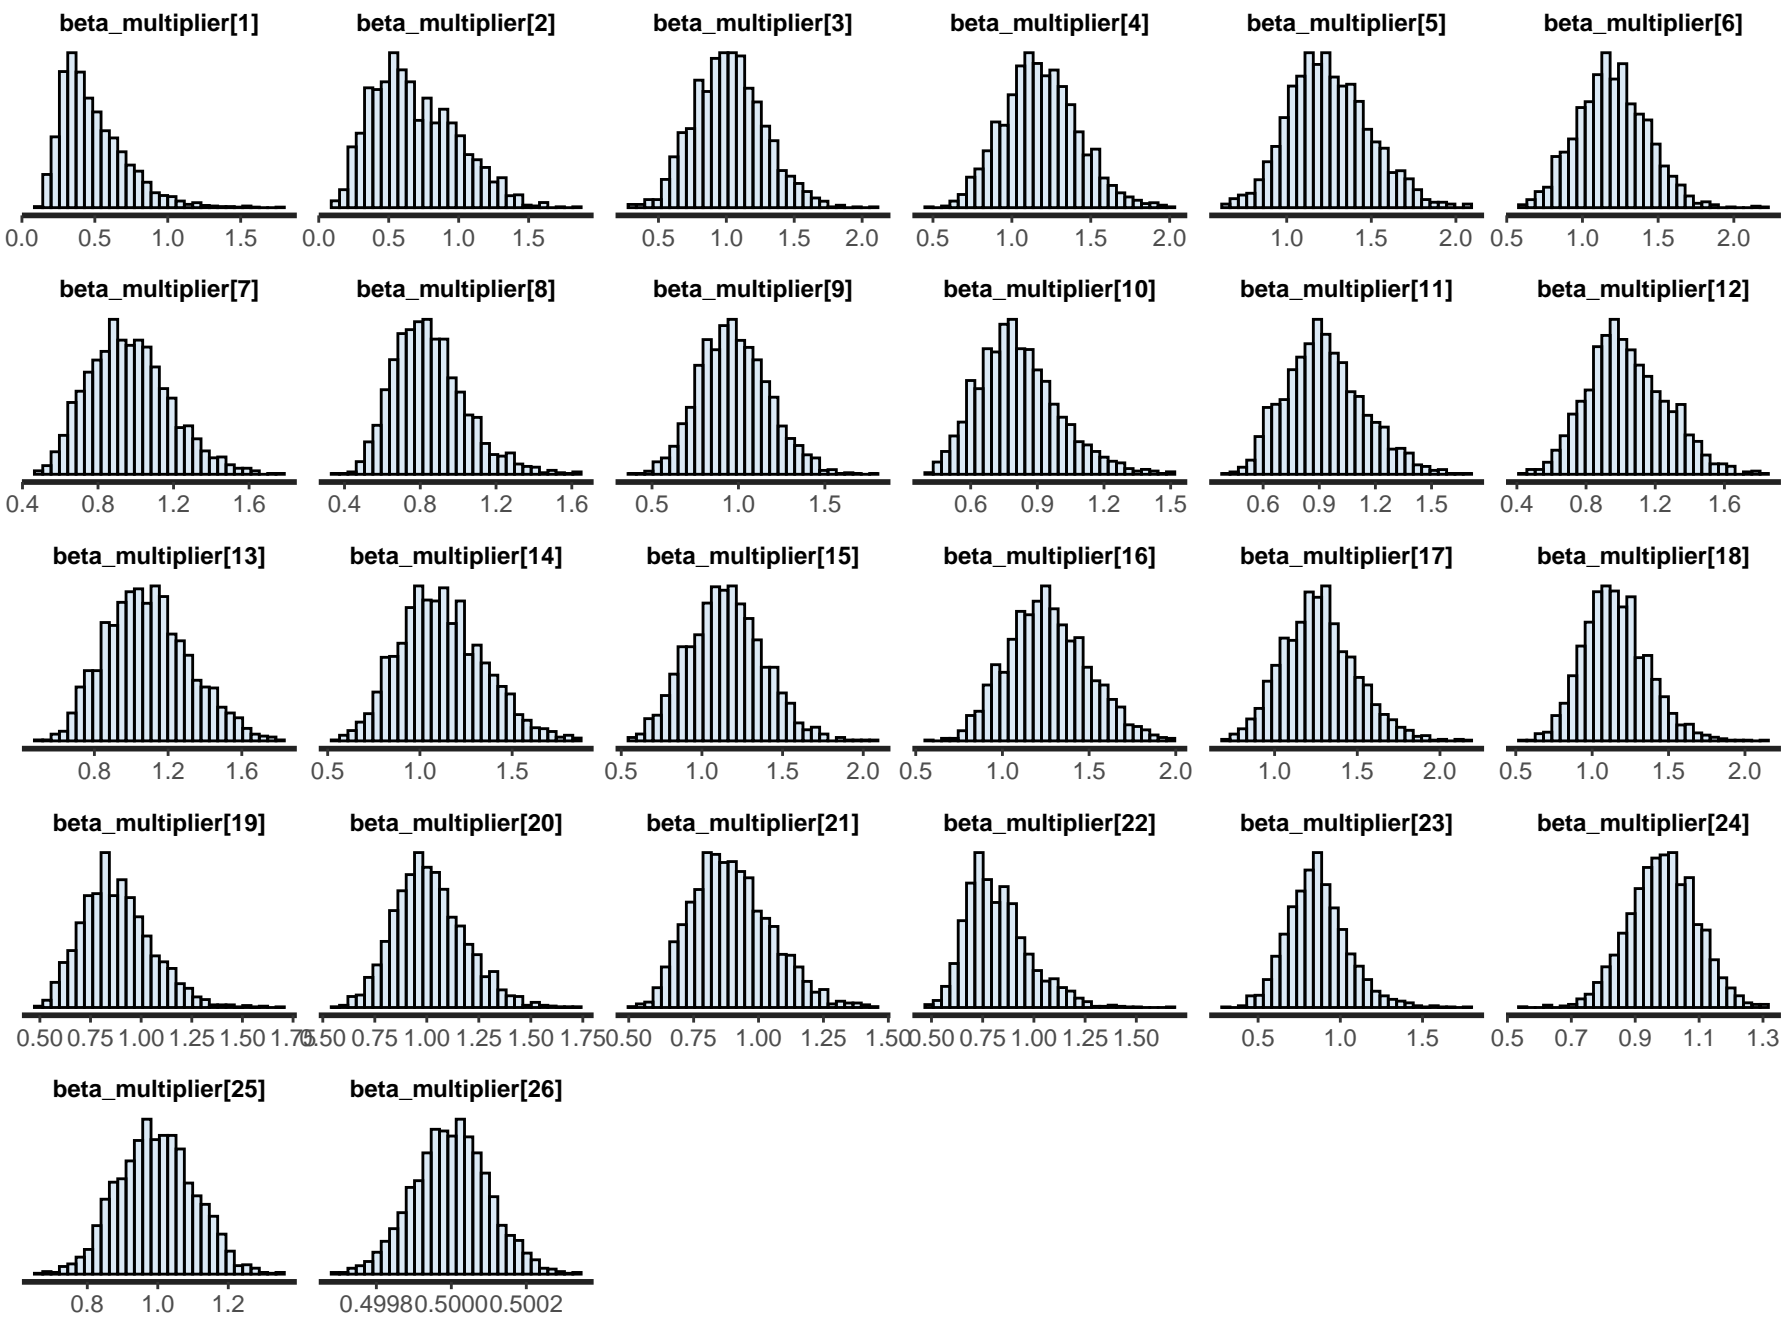 beta_multiplier[1] beta_multiplier[2] beta_multiplier[3] beta_multiplier[4] beta_multiplier[5] beta_multiplier[6]
0.0 0.5 1.0 1.5 0.0 0.5 1.0 1.5 0.5 1.0 1.5 2.0 0.5 1.0 1.5 2.0 1.0 1.5 2.0 0.5 1.0 1.5 2.0
beta_multiplier[7] beta_multiplier[8] beta_multiplier[9] beta_multiplier[10] beta_multiplier[11] beta_multiplier[12]
0.4 0.8 1.2 1.6 0.4 0.8 1.2 1.6 0.5 1.0 1.5 0.6 0.9 1.2 1.5 0.6 0.9 1.2 1.5 0.4 0.8 1.2 1.6
beta_multiplier[13] beta_multiplier[14] beta_multiplier[15] beta_multiplier[16] beta_multiplier[17] beta_multiplier[18]
0.8 1.2 1.6 0.5 1.0 1.5 0.5 1.0 1.5 2.0 0.5 1.0 1.5 2.0 1.0 1.5 2.0 0.5 1.0 1.5 2.0
beta_multiplier[19] beta_multiplier[20] beta_multiplier[21] beta_multiplier[22] beta_multiplier[23] beta_multiplier[24]
0.50 0.75 1.00 1.25 1.50 1.75 0.50 0.75 1.00 1.25 1.50 1.75 0.50 0.75 1.00 1.25 1.50 0.50 0.75 1.00 1.25 1.50 0.5 1.0 1.5 0.5 0.7 0.9 1.1 1.3
beta_multiplier[25] beta_multiplier[26]
0.8 1.0 1.2 0.4998 0.5000 0.5002